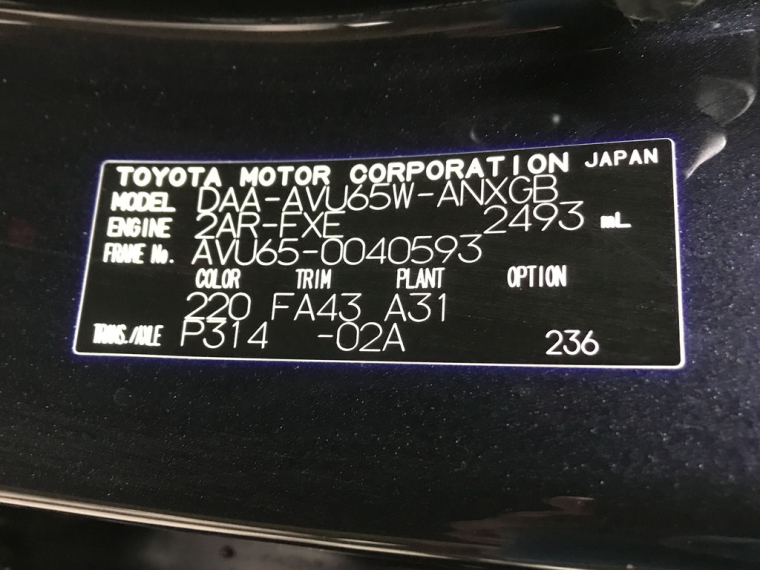 TOYOTA MOTOR CORPORATION JAPAN
MODEL DAA-AVU65W-ANXGB
ENGINE 2AR-FXE 2493 mL
FRAME No. AVU65-0040593
COLOR TRIM PLANT OPTION
220 FA43 A31
TRANS./AXLE P314 -02A 236